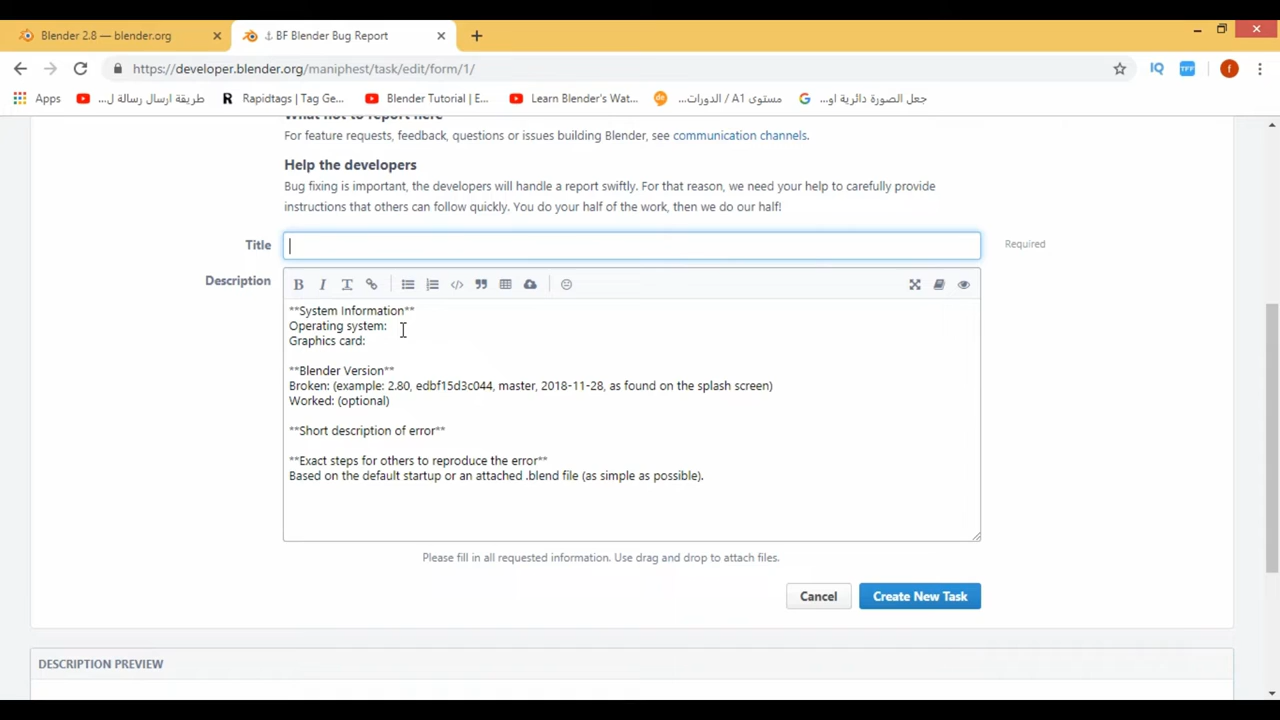 Blender 2.8 — blender.org
⚓ BF Blender Bug Report
https://developer.blender.org/maniphest/task/edit/form/1/
IQ
TFF
f
Apps
طريقة ارسال رسالة ل...
Rapidtags | Tag Ge...
Blender Tutorial | E...
Learn Blender's Wat...
مستوى A1 / الدورات...
جعل الصورة دائرية او...
What not to report here
For feature requests, feedback, questions or issues building Blender, see communication channels.
Help the developers
Bug fixing is important, the developers will handle a report swiftly. For that reason, we need your help to carefully provide
instructions that others can follow quickly. You do your half of the work, then we do our half!
Title
Required
Description
**System Information**
Operating system:
Graphics card:
**Blender Version**
Broken: (example: 2.80, edbf15d3c044, master, 2018-11-28, as found on the splash screen)
Worked: (optional)
**Short description of error**
**Exact steps for others to reproduce the error**
Based on the default startup or an attached .blend file (as simple as possible).
Please fill in all requested information. Use drag and drop to attach files.
Cancel
Create New Task
DESCRIPTION PREVIEW